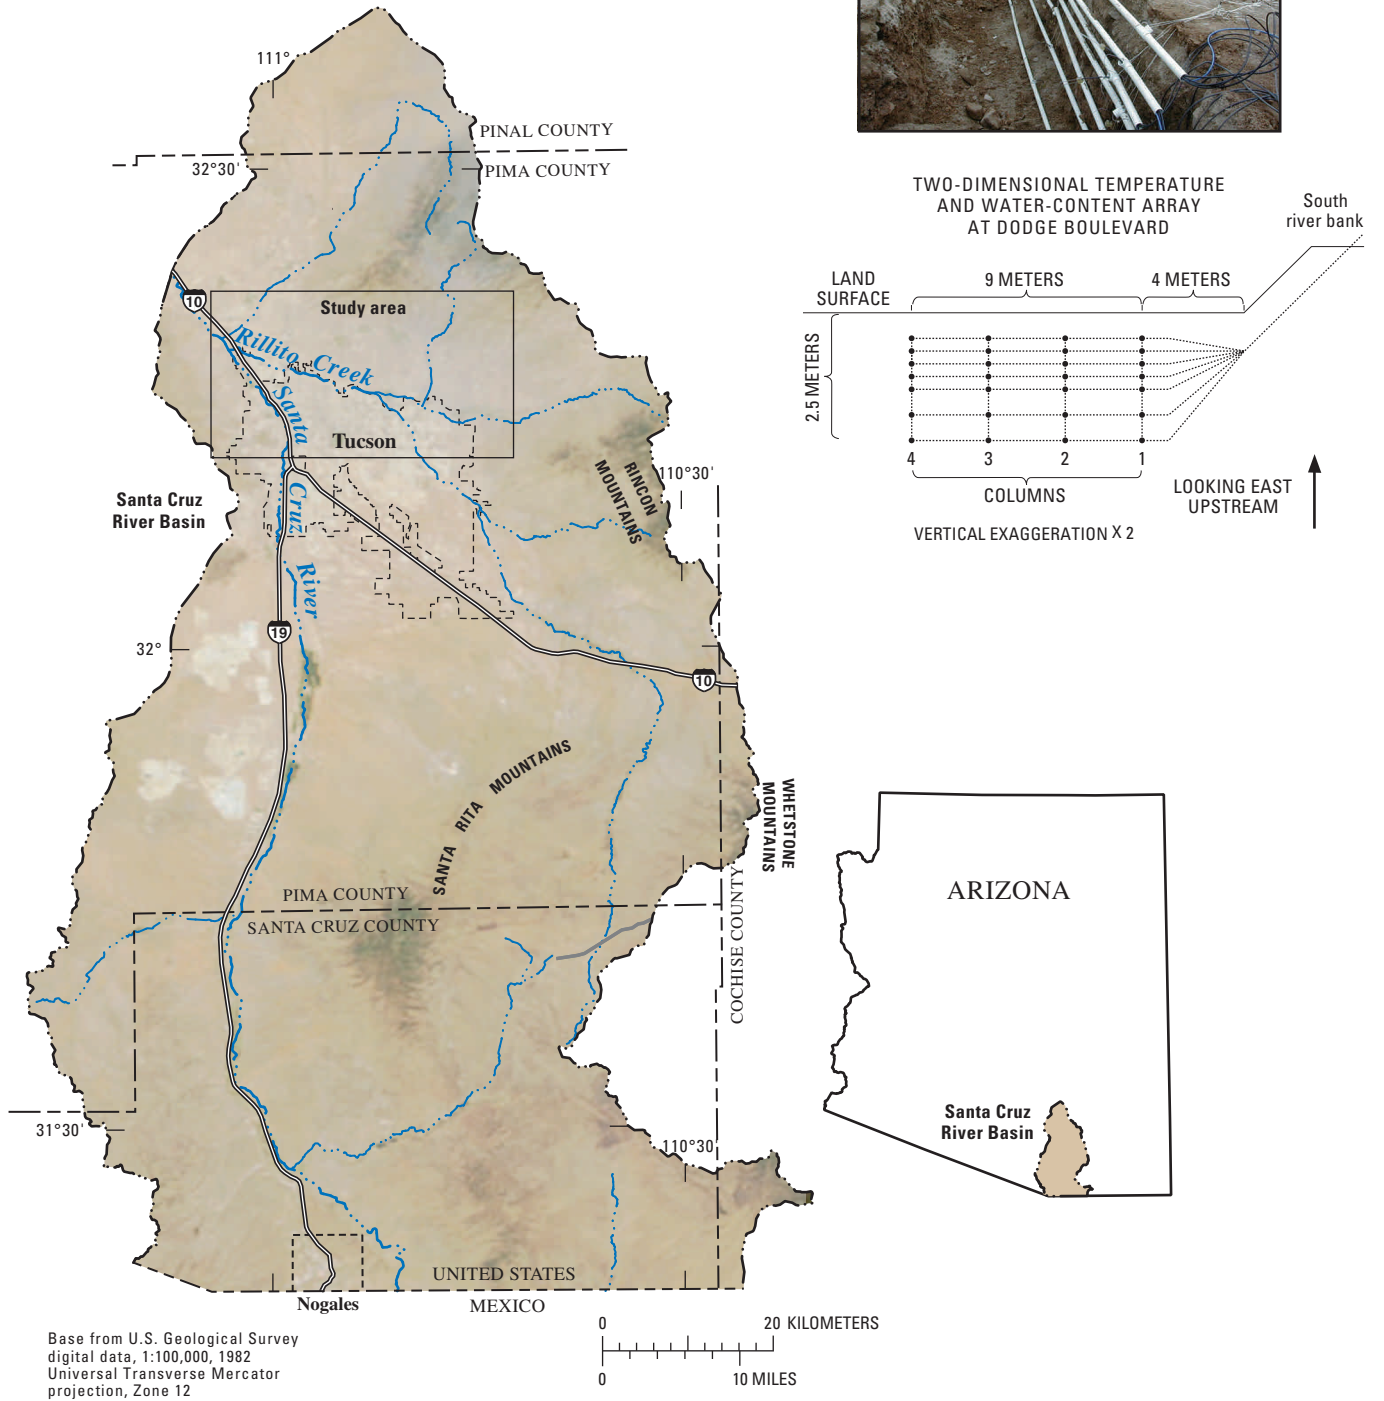 111°
PINAL COUNTY
32°30'
PIMA COUNTY
10
Study area
Rillito Creek
Santa
Cruz
River
Tucson
Santa Cruz
River Basin
RINCON
MOUNTAINS
110°30'
19
32°
10
SANTA RITA MOUNTAINS
WHETSTONE
MOUNTAINS
PIMA COUNTY
SANTA CRUZ COUNTY
COCHISE COUNTY
31°30'
110°30'
UNITED STATES
Nogales
MEXICO
Base from U.S. Geological Survey
digital data, 1:100,000, 1982
Universal Transverse Mercator
projection, Zone 12
0 20 KILOMETERS
0 10 MILES
TWO-DIMENSIONAL TEMPERATURE
AND WATER-CONTENT ARRAY
AT DODGE BOULEVARD
South
river bank
LAND
SURFACE
9 METERS
4 METERS
2.5 METERS
4 3 2 1
COLUMNS
LOOKING EAST
UPSTREAM
VERTICAL EXAGGERATION X 2
ARIZONA
Santa Cruz
River Basin